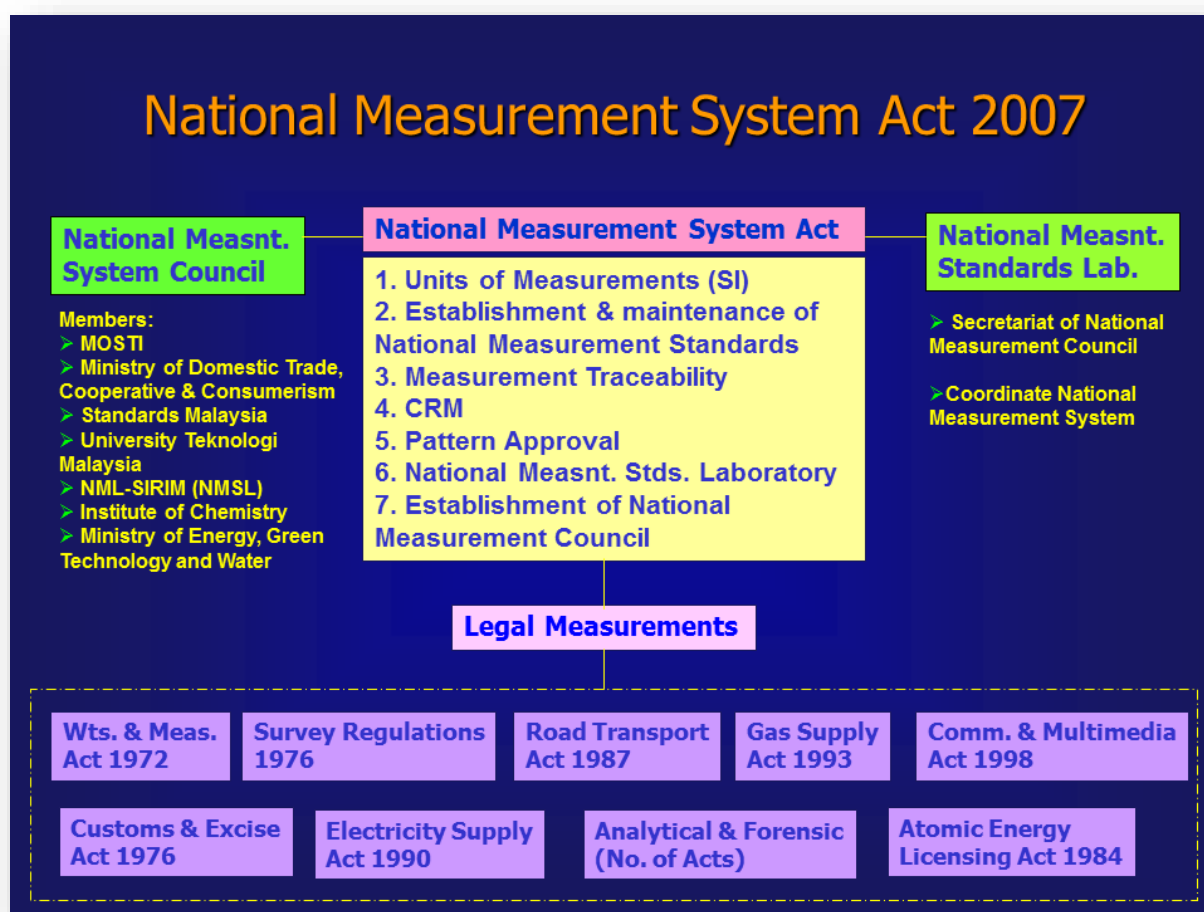 National Measurement System Act 2007
National Measnt.
System Council
Members:
➢ MOSTI
➢ Ministry of Domestic Trade,
Cooperative & Consumerism
➢ Standards Malaysia
➢ University Teknologi
Malaysia
➢ NML-SIRIM (NMSL)
➢ Institute of Chemistry
➢ Ministry of Energy, Green
Technology and Water
National Measurement System Act
1. Units of Measurements (SI)
2. Establishment & maintenance of
National Measurement Standards
3. Measurement Traceability
4. CRM
5. Pattern Approval
6. National Measnt. Stds. Laboratory
7. Establishment of National
Measurement Council
National Measnt.
Standards Lab.
➢ Secretariat of National
Measurement Council
➢Coordinate National
Measurement System
Legal Measurements
Wts. & Meas.
Act 1972
Survey Regulations
1976
Road Transport
Act 1987
Gas Supply
Act 1993
Comm. & Multimedia
Act 1998
Customs & Excise
Act 1976
Electricity Supply
Act 1990
Analytical & Forensic
(No. of Acts)
Atomic Energy
Licensing Act 1984